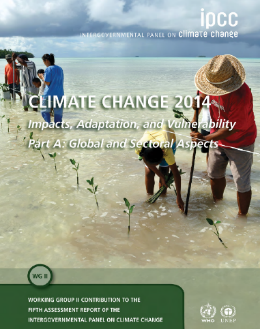 ipcc
INTERGOVERNMENTAL PANEL ON climate change
CLIMATE CHANGE 2014
Impacts, Adaptation, and Vulnerability
Part A: Global and Sectoral Aspects
WG II
WORKING GROUP II CONTRIBUTION TO THE
FIFTH ASSESSMENT REPORT OF THE
INTERGOVERNMENTAL PANEL ON CLIMATE CHANGE
WMO
UNEP